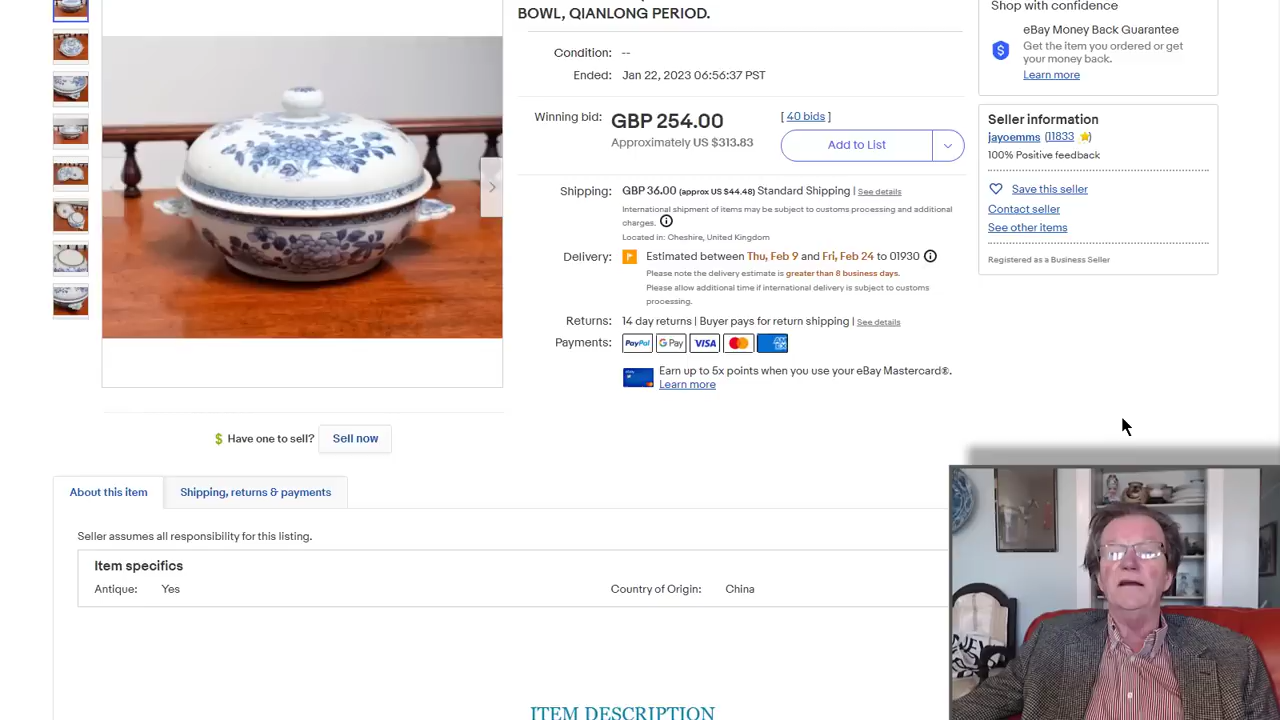 BOWL, QIANLONG PERIOD.
Condition: --
Ended: Jan 22, 2023 06:56:37 PST
Winning bid: GBP 254.00 [ 40 bids ]
Approximately US $313.83
Add to List
Shipping: GBP 36.00 (approx US $44.48) Standard Shipping | See details
International shipment of items may be subject to customs processing and additional
charges.
Located in: Cheshire, United Kingdom
Delivery: Estimated between Thu, Feb 9 and Fri, Feb 24 to 01930
Please note the delivery estimate is greater than 8 business days.
Please allow additional time if international delivery is subject to customs
processing.
Returns: 14 day returns | Buyer pays for return shipping | See details
Payments: PayPal G Pay VISA
Earn up to 5x points when you use your eBay Mastercard®.
Learn more
Shop with confidence
eBay Money Back Guarantee
Get the item you ordered or get
your money back.
Learn more
Seller information
jayoemms (11833)
100% Positive feedback
Save this seller
Contact seller
See other items
Registered as a Business Seller
$ Have one to sell? Sell now
About this item
Shipping, returns & payments
Seller assumes all responsibility for this listing.
Item specifics
Antique: Yes
Country of Origin: China
ITEM DESCRIPTION